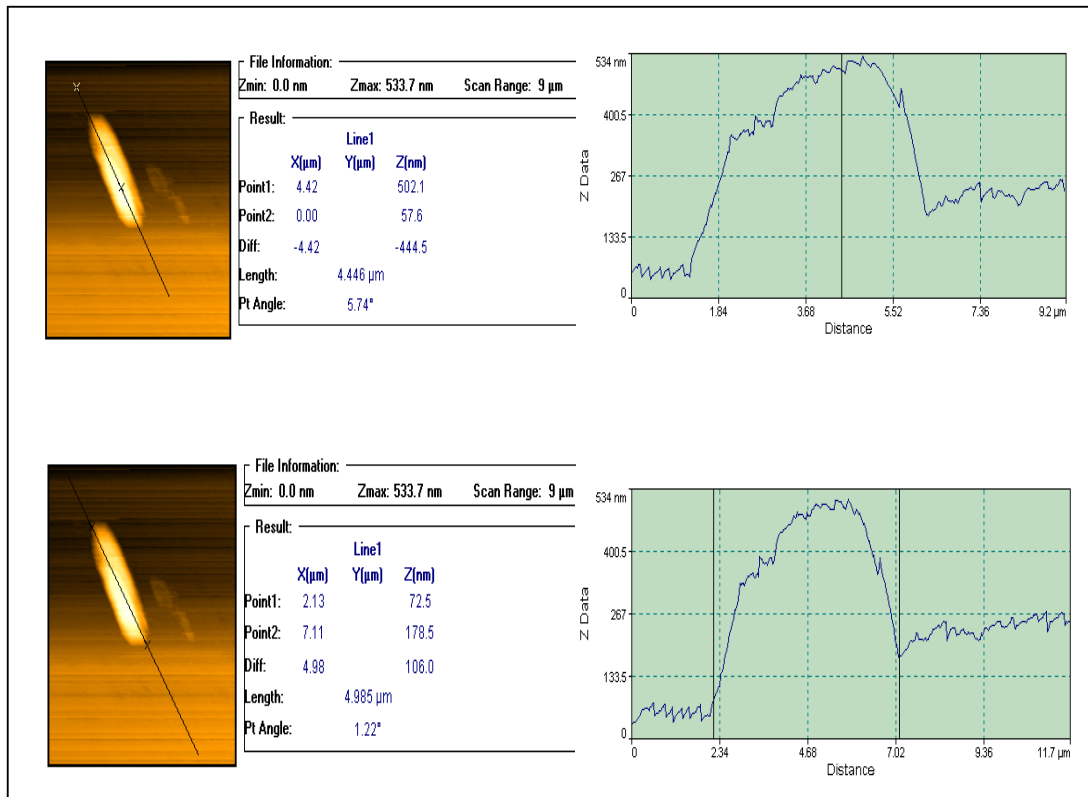 File Information:
Zmin: 0.0 nm Zmax: 533.7 nm Scan Range: 9 µm
Result:
Line1
X(µm) Y(µm) Z(nm)
Point1: 4.42 502.1
Point2: 0.00 57.6
Diff: -4.42 -444.5
Length: 4.446 µm
Pt Angle: 5.74°
534 nm
400.5
267
133.5
0
Z Data
0 1.84 3.68 5.52 7.36 9.2 µm
Distance
File Information:
Zmin: 0.0 nm Zmax: 533.7 nm Scan Range: 9 µm
Result:
Line1
X(µm) Y(µm) Z(nm)
Point1: 2.13 72.5
Point2: 7.11 178.5
Diff: 4.98 106.0
Length: 4.985 µm
Pt Angle: 1.22°
534 nm
400.5
267
133.5
0
Z Data
0 2.34 4.68 7.02 9.36 11.7 µm
Distance